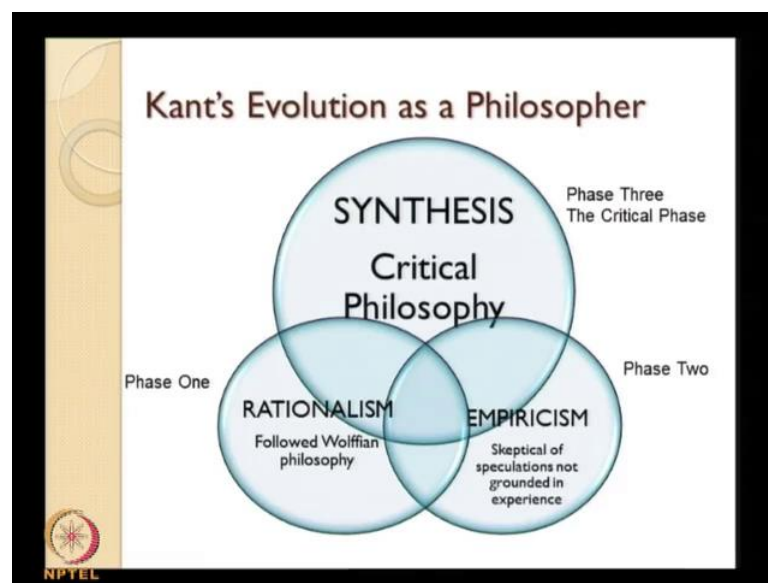 Kant's Evolution as a Philosopher
SYNTHESIS
Critical
Philosophy
Phase Three
The Critical Phase
Phase One
RATIONALISM
Followed Wolffian
philosophy
Phase Two
EMPIRICISM
Skeptical of
speculations not
grounded in
experience
NPTEL